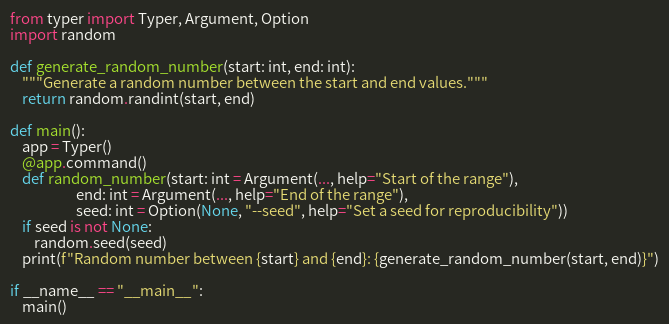 from typer import Typer, Argument, Option
import random

def generate_random_number(start: int, end: int):
    """Generate a random number between the start and end values."""
    return random.randint(start, end)

def main():
    app = Typer()
    @app.command()
    def random_number(start: int = Argument(..., help="Start of the range"),
                      end: int = Argument(..., help="End of the range"),
                      seed: int = Option(None, "--seed", help="Set a seed for reproducibility"))
    if seed is not None:
        random.seed(seed)
    print(f"Random number between {start} and {end}: {generate_random_number(start, end)}")

if __name__ == "__main__":
    main()